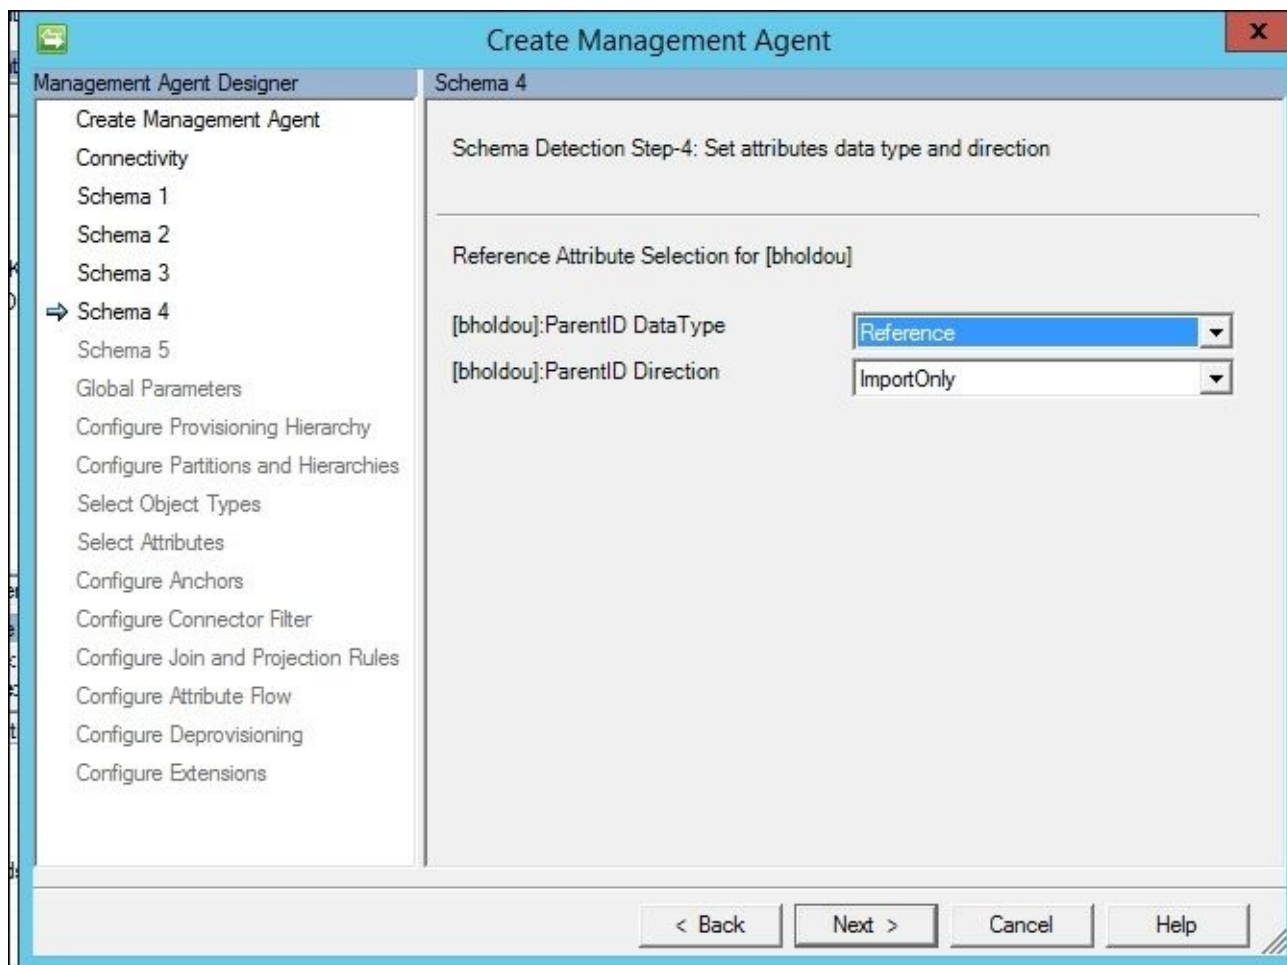 Create Management Agent
x
Management Agent Designer
Schema 4
Create Management Agent
Connectivity
Schema 1
Schema 2
Schema 3
Schema 4
Schema 5
Global Parameters
Configure Provisioning Hierarchy
Configure Partitions and Hierarchies
Select Object Types
Select Attributes
Configure Anchors
Configure Connector Filter
Configure Join and Projection Rules
Configure Attribute Flow
Configure Deprovisioning
Configure Extensions
Schema Detection Step-4: Set attributes data type and direction
Reference Attribute Selection for [bholdou]
[bholdou]:ParentID DataType Reference
[bholdou]:ParentID Direction ImportOnly
< Back Next > Cancel Help